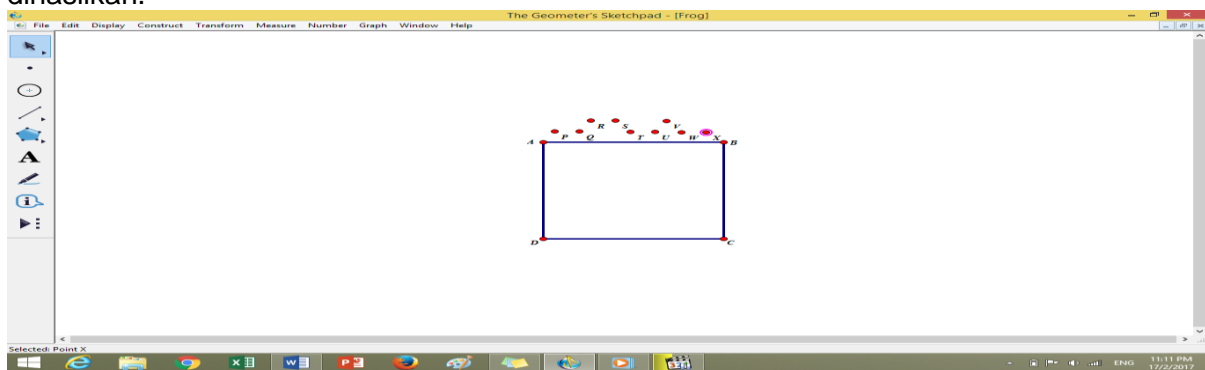 dihasilkan.
The Geometer's Sketchpad - [Frog]
File Edit Display Construct Transform Measure Number Graph Window Help
R S V
P Q T U W X
A B
D C
Selected: Point X
ENG 11:11 PM
17/2/2017